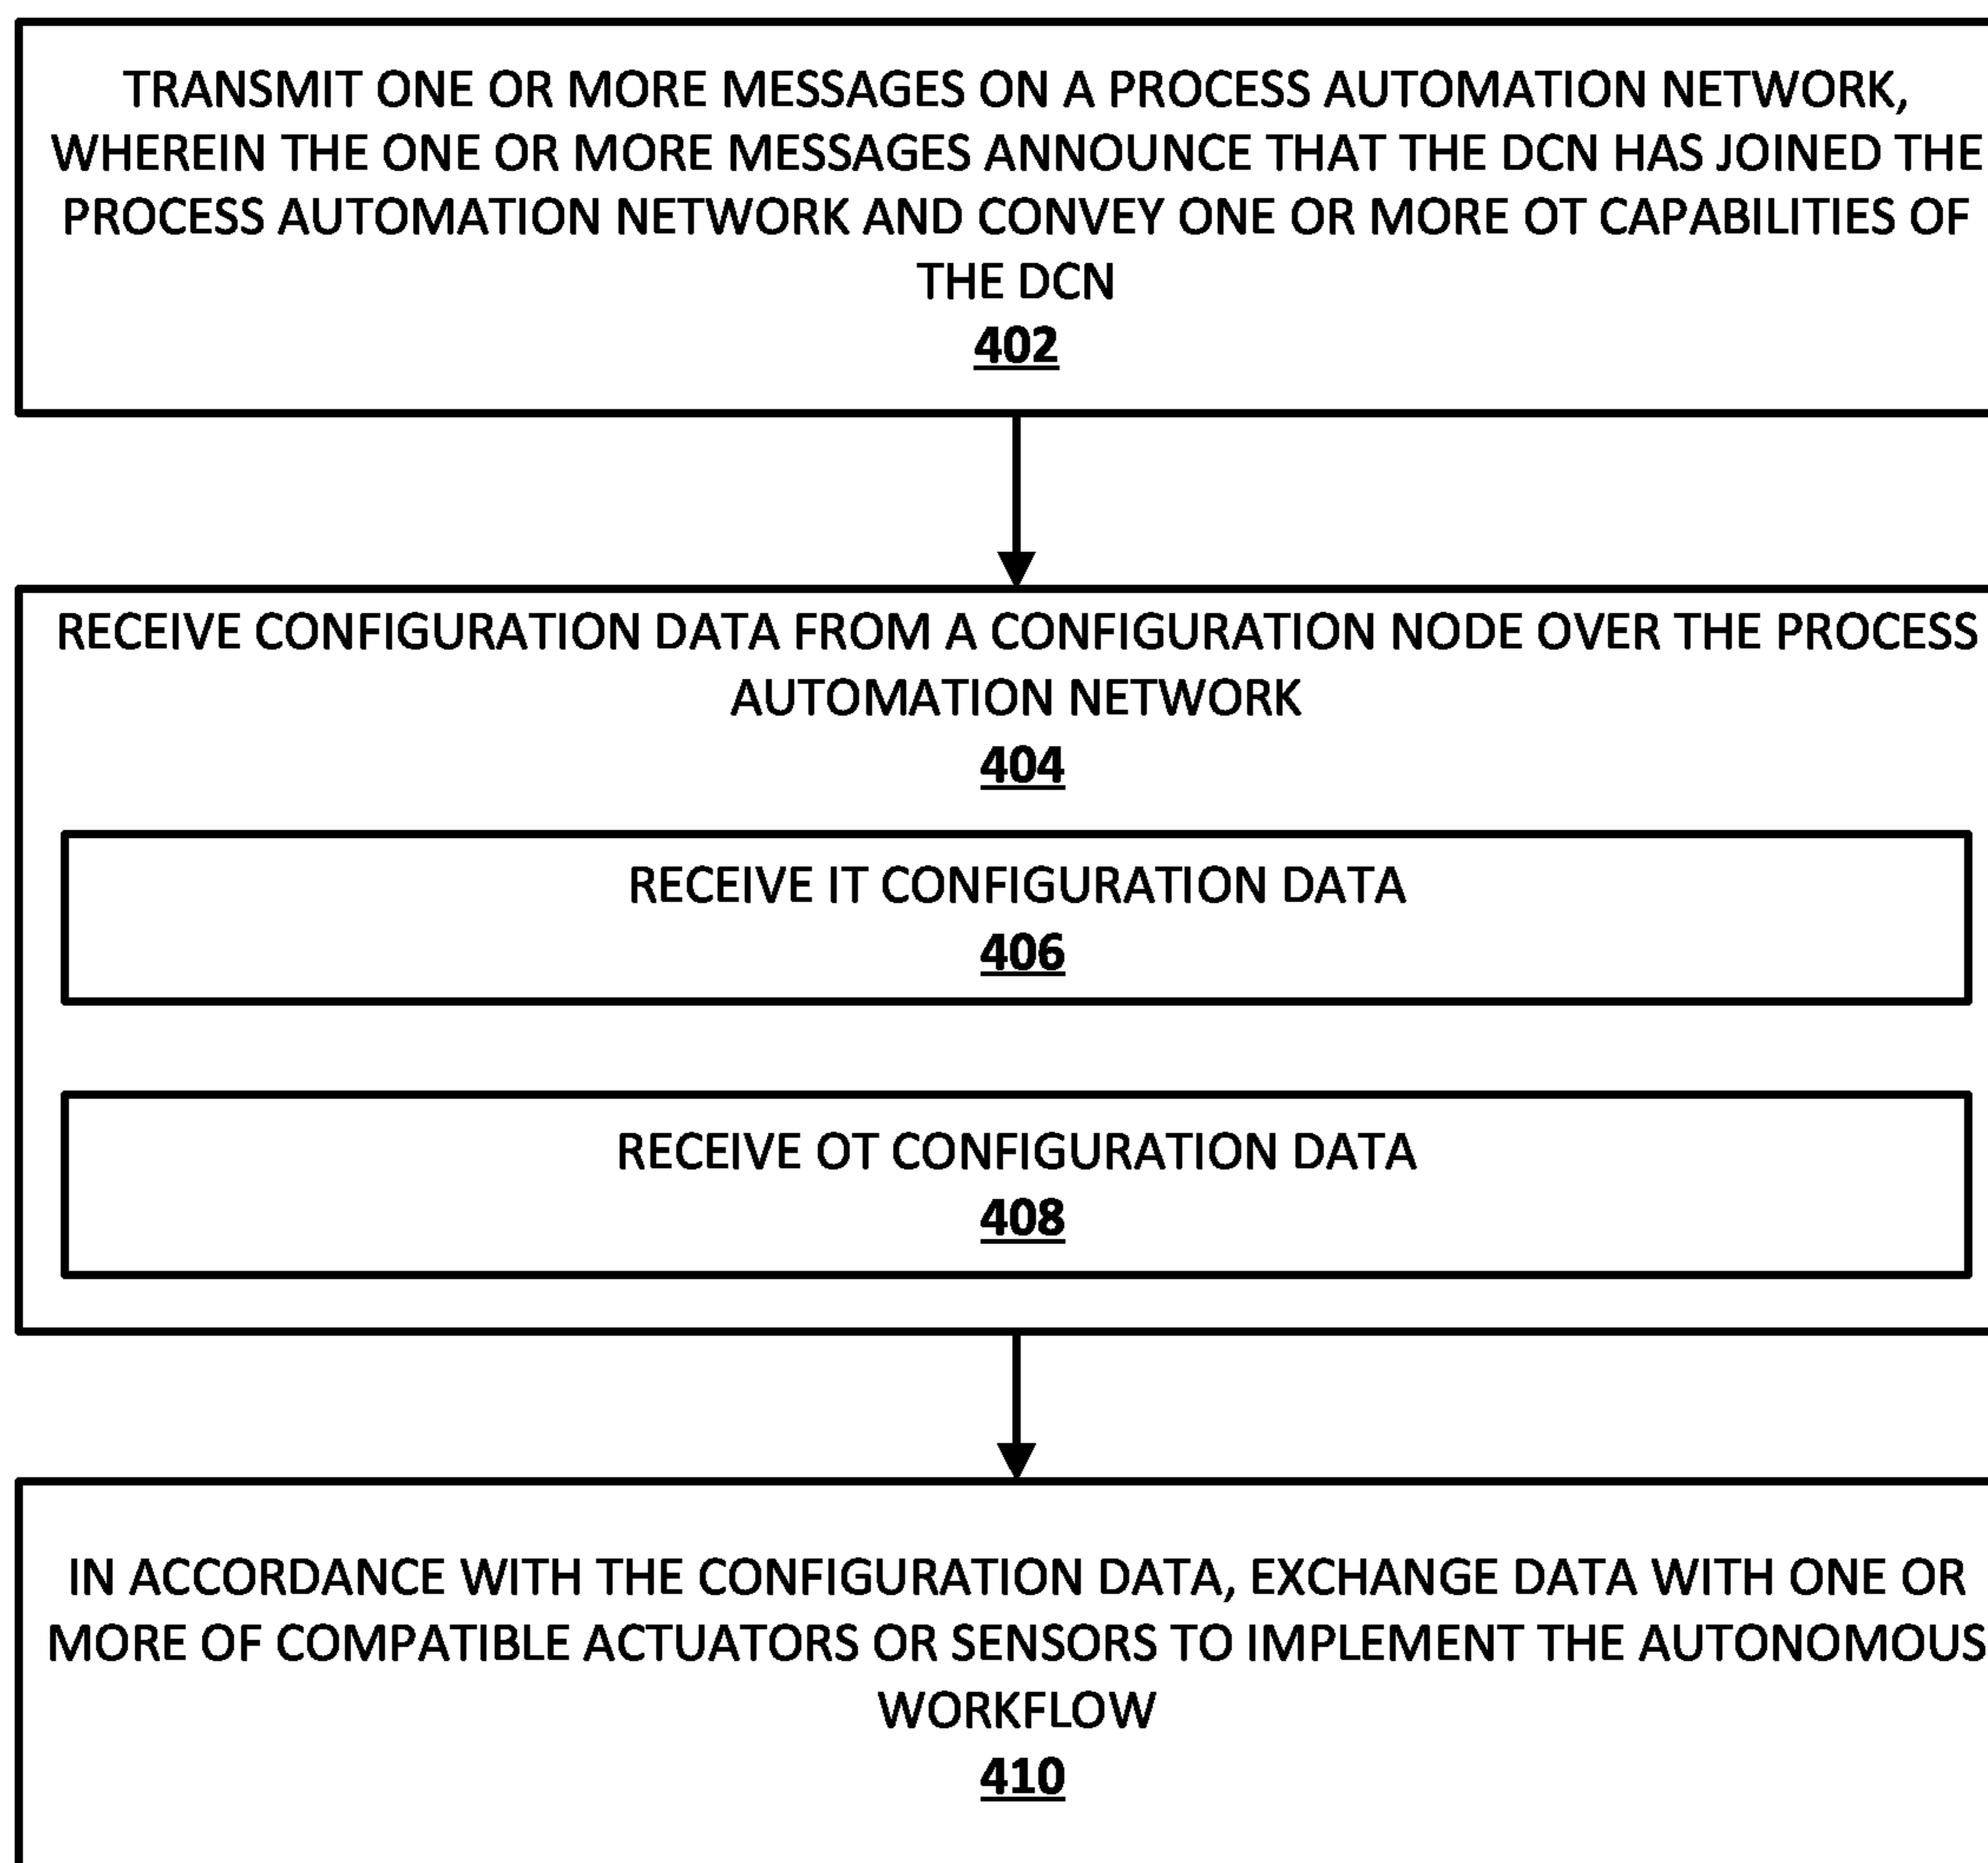 TRANSMIT ONE OR MORE MESSAGES ON A PROCESS AUTOMATION NETWORK,
WHEREIN THE ONE OR MORE MESSAGES ANNOUNCE THAT THE DCN HAS JOINED THE
PROCESS AUTOMATION NETWORK AND CONVEY ONE OR MORE OT CAPABILITIES OF
THE DCN
402
RECEIVE CONFIGURATION DATA FROM A CONFIGURATION NODE OVER THE PROCESS
AUTOMATION NETWORK
404
RECEIVE IT CONFIGURATION DATA
406
RECEIVE OT CONFIGURATION DATA
408
IN ACCORDANCE WITH THE CONFIGURATION DATA, EXCHANGE DATA WITH ONE OR
MORE OF COMPATIBLE ACTUATORS OR SENSORS TO IMPLEMENT THE AUTONOMOUS
WORKFLOW
410